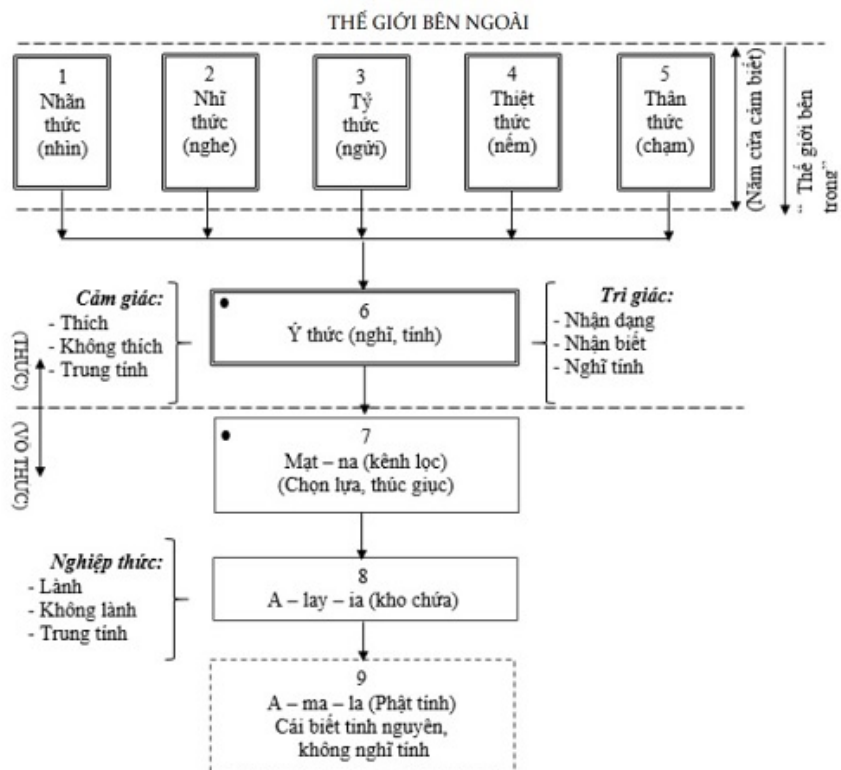 THẾ GIỚI BÊN NGOÀI
1
Nhãn
thức
(nhìn)
2
Nhĩ
thức
(nghe)
3
Tỷ
thức
(ngửi)
4
Thiệt
thức
(nếm)
5
Thân
thức
(chạm)
(Năm cửa cảm biết)
“ Thế giới bên
trong”
Cảm giác:
- Thích
- Không thích
- Trung tính
6
Ý thức (nghĩ, tính)
Tri giác:
- Nhận dạng
- Nhận biết
- Nghĩ tính
(THỨC)
(VÔ THỨC)
7
Mạt – na (kênh lọc)
(Chọn lựa, thúc giục)
Nghiệp thức:
- Lành
- Không lành
- Trung tính
8
A – lay – ia (kho chứa)
9
A – ma – la (Phật tính)
Cái biết tinh nguyên,
không nghĩ tính